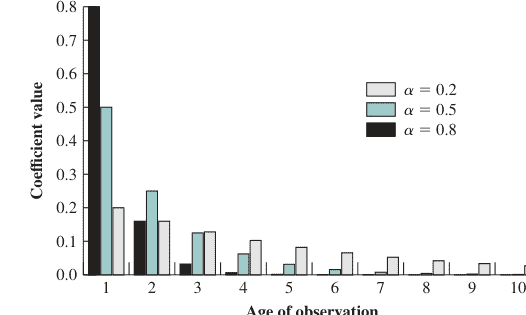 0.8
0.7
0.6
0.5
0.4
0.3
0.2
0.1
0.0
Coefficient value
α = 0.2
α = 0.5
α = 0.8
1 2 3 4 5 6 7 8 9 10
Age of observation